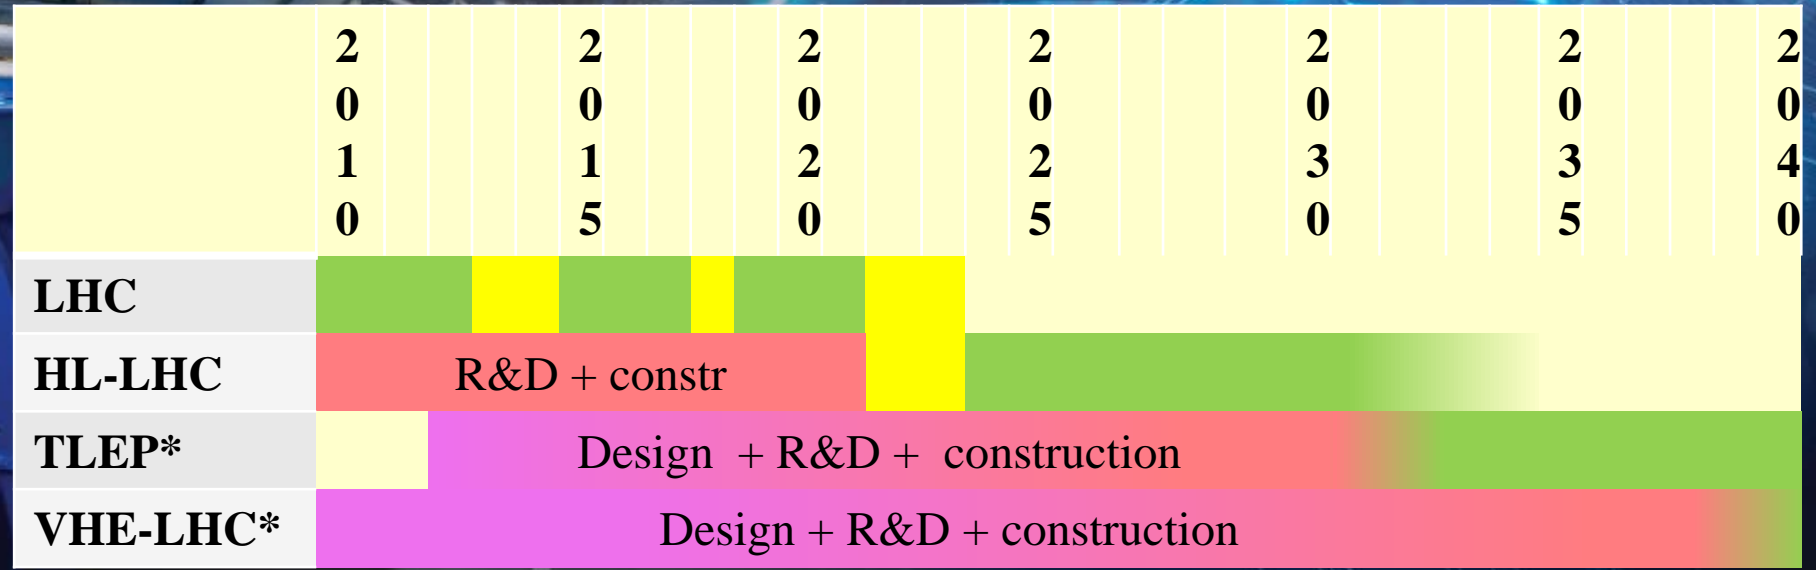 2010 2015 2020 2025 2030 2035 2040
LHC
HL-LHC R&D + constr
TLEP* Design + R&D + construction
VHE-LHC* Design + R&D + construction